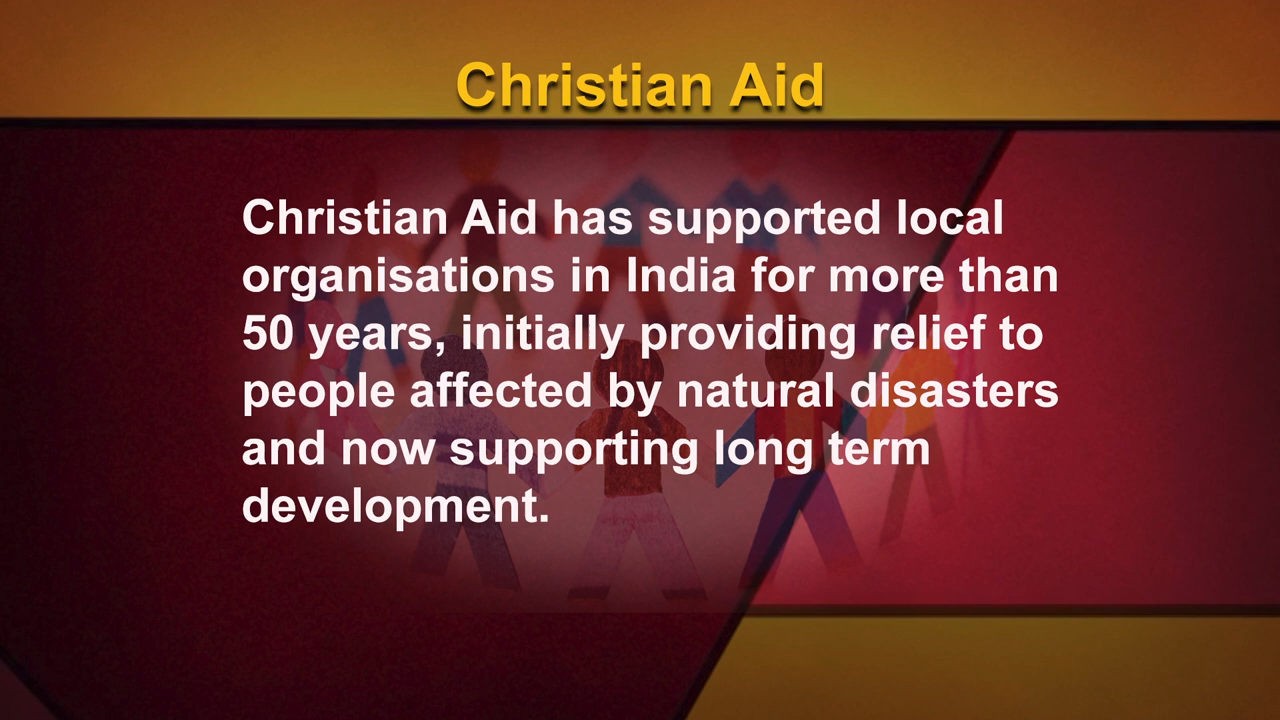 Christian Aid
Christian Aid has supported local
organisations in India for more than
50 years, initially providing relief to
people affected by natural disasters
and now supporting long term
development.